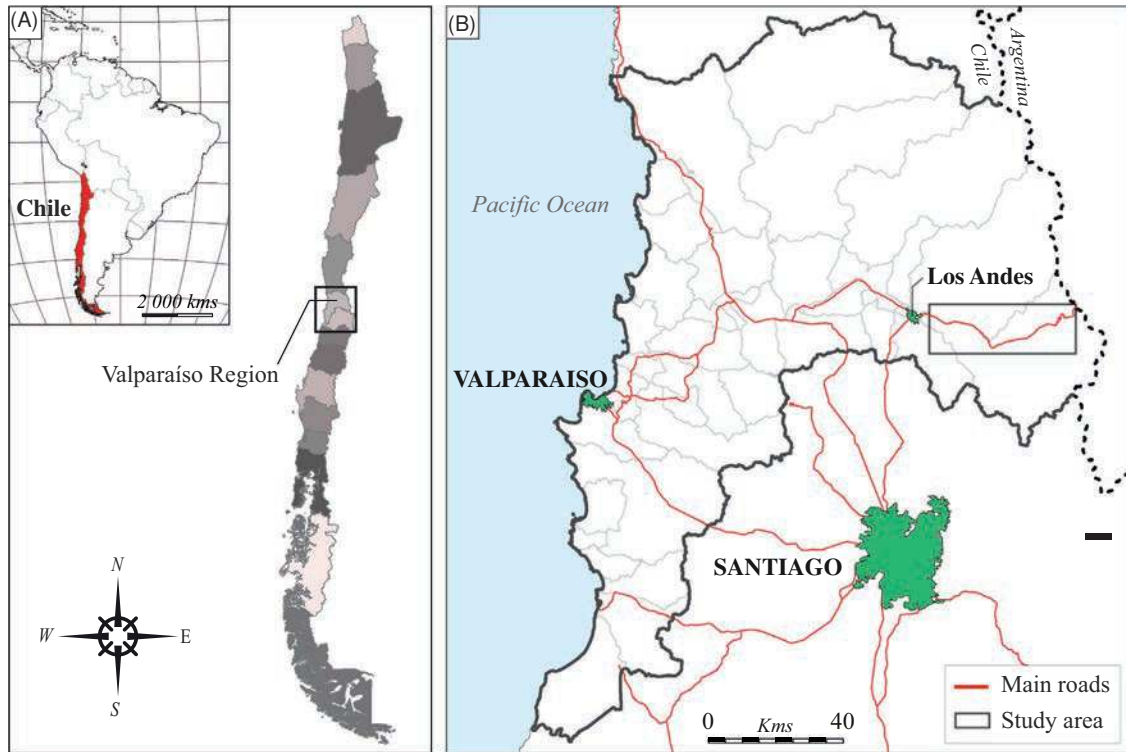 (A)
Chile
2 000 kms
Valparaíso Region
N
W
E
S
(B)
Chile
Argentina
Pacific Ocean
Los Andes
VALPARAISO
SANTIAGO
0 Kms 40
Main roads
Study area